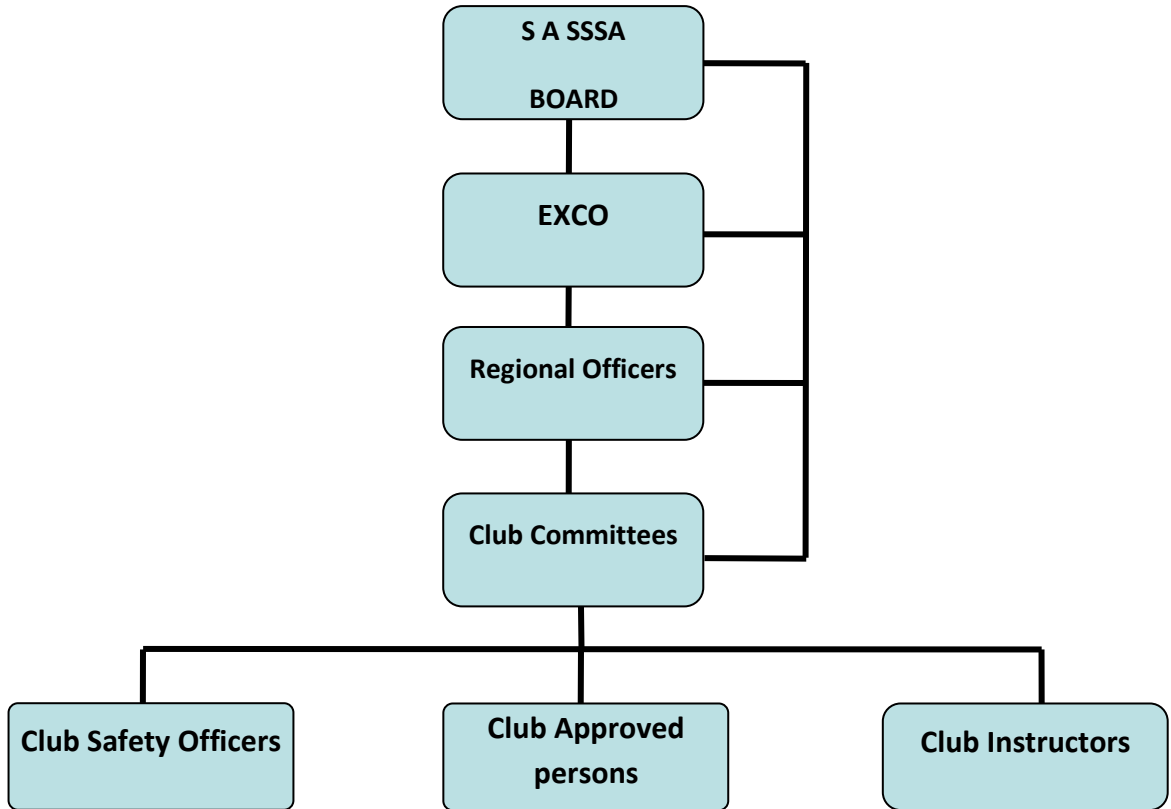 S A SSSA
BOARD
EXCO
Regional Officers
Club Committees
Club Safety Officers
Club Approved
persons
Club Instructors